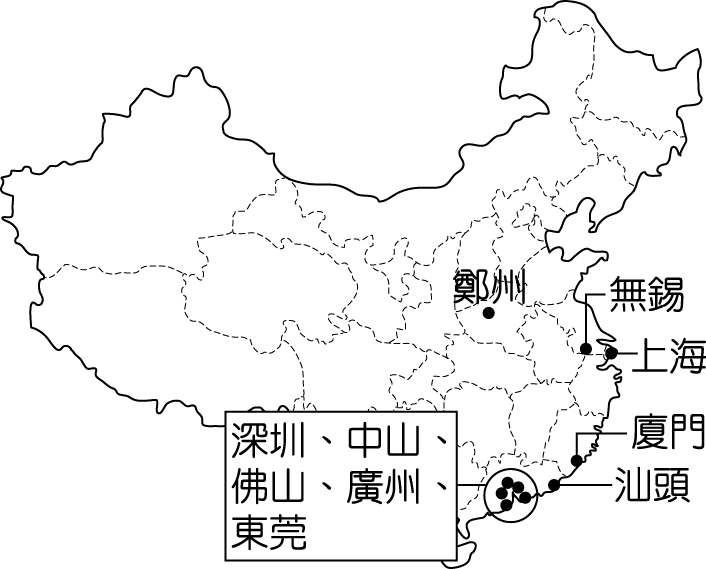 鄭州
無錫
上海
廈門
汕頭
深圳、中山、
佛山、廣州、
東莞